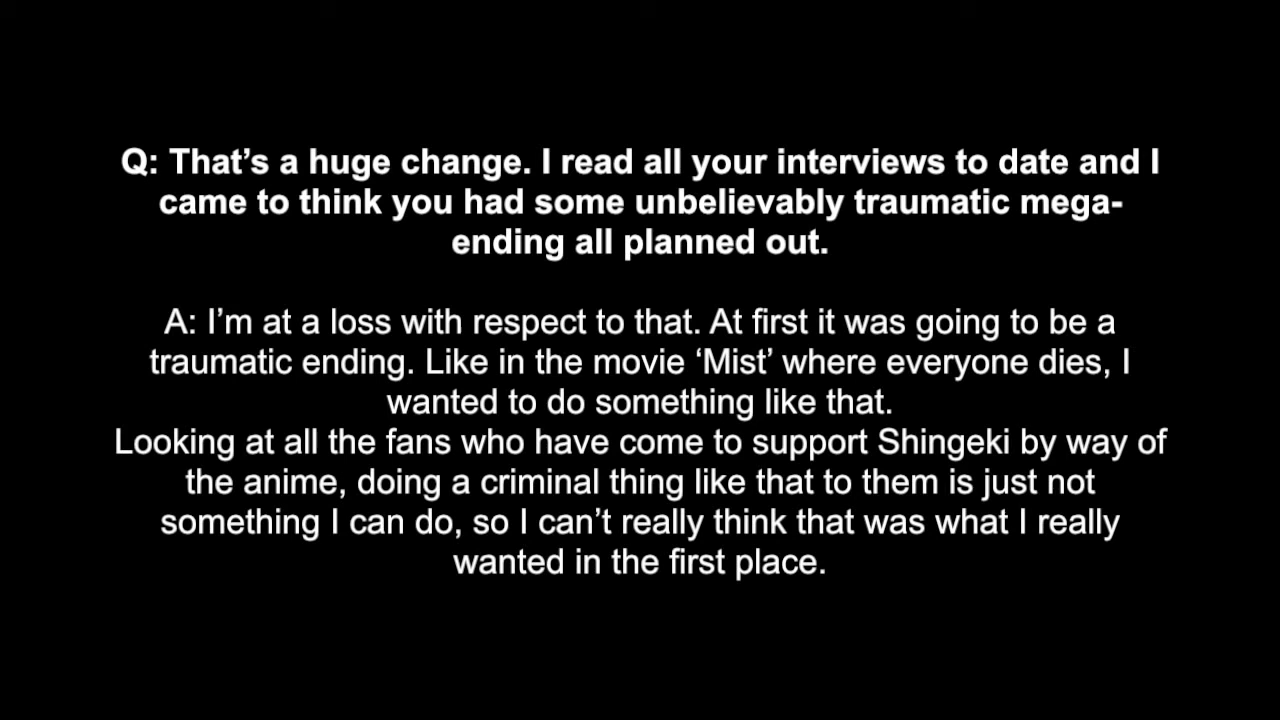 Q: That’s a huge change. I read all your interviews to date and I
came to think you had some unbelievably traumatic mega-
ending all planned out.
A: I’m at a loss with respect to that. At first it was going to be a
traumatic ending. Like in the movie ‘Mist’ where everyone dies, I
wanted to do something like that.
Looking at all the fans who have come to support Shingeki by way of
the anime, doing a criminal thing like that to them is just not
something I can do, so I can’t really think that was what I really
wanted in the first place.